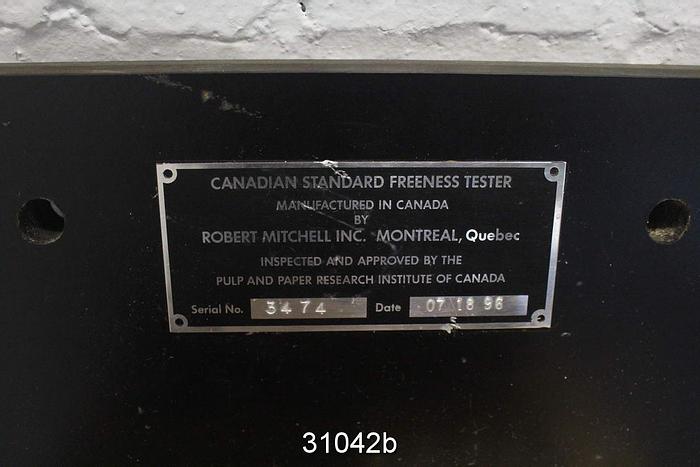 CANADIAN STANDARD FREENESS TESTER
MANUFACTURED IN CANADA
BY
ROBERT MITCHELL INC. MONTREAL, Quebec
INSPECTED AND APPROVED BY THE
PULP AND PAPER RESEARCH INSTITUTE OF CANADA
Serial No. 3474 Date 07 18 96
31042b